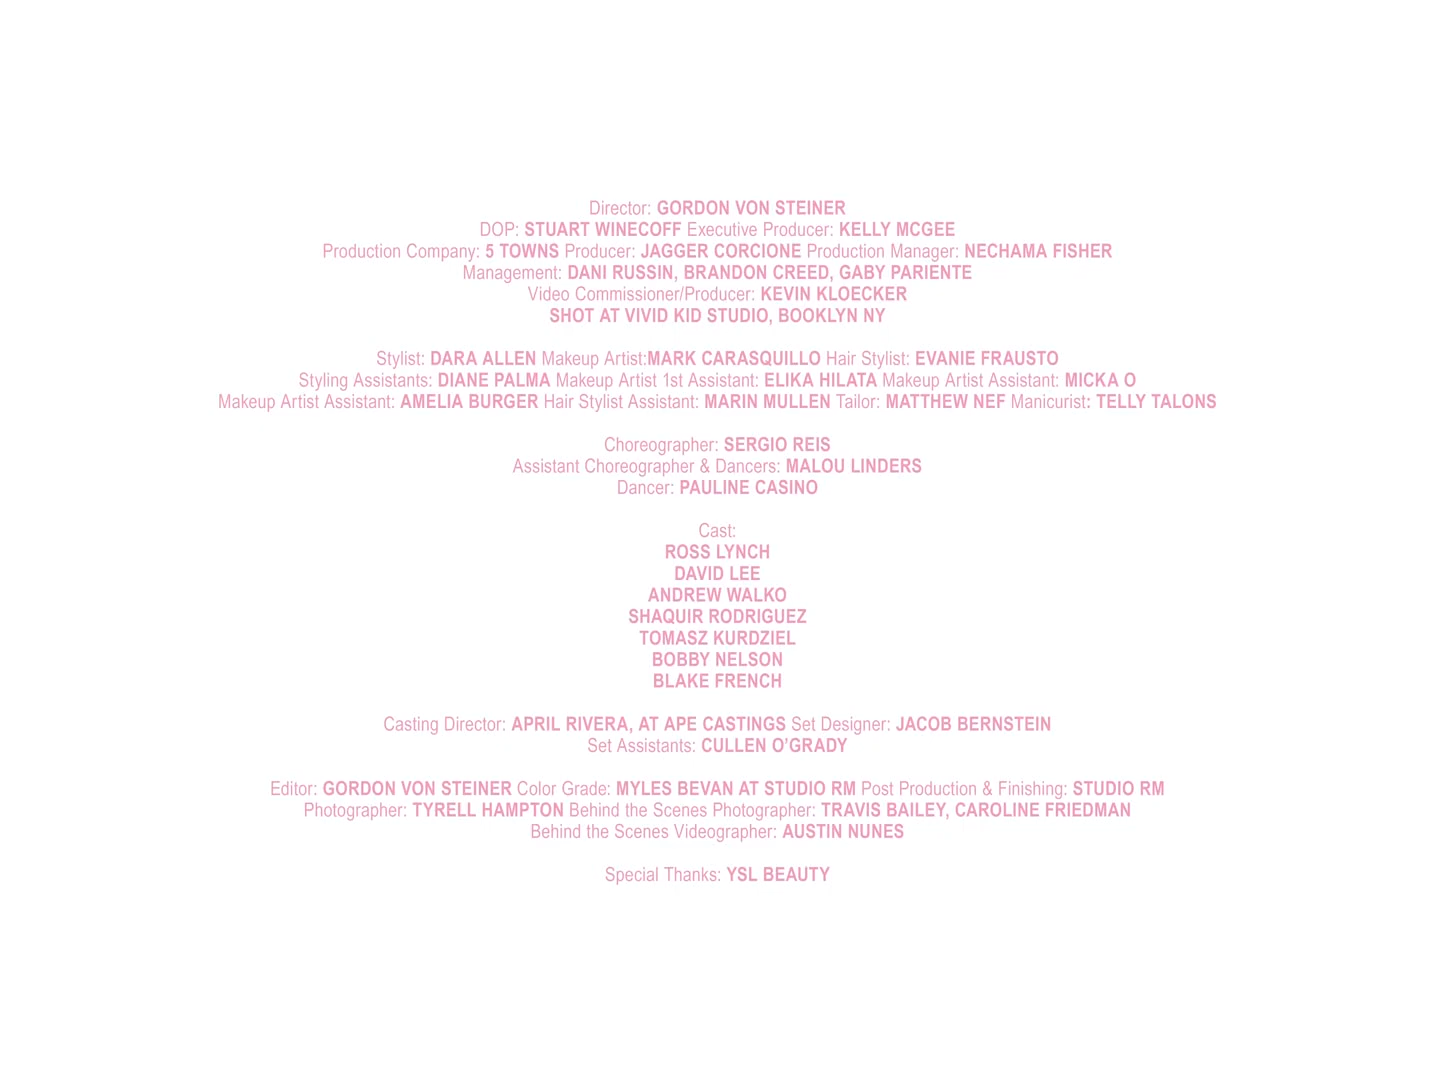 Director: GORDON VON STEINER
DOP: STUART WINECOFF Executive Producer: KELLY MCGEE
Production Company: 5 TOWNS Producer: JAGGER CORCIONE Production Manager: NECHAMA FISHER
Management: DANI RUSSIN, BRANDON CREED, GABY PARIENTE
Video Commissioner/Producer: KEVIN KLOECKER
SHOT AT VIVID KID STUDIO, BOOKLYN NY
Stylist: DARA ALLEN Makeup Artist:MARK CARASQUILLO Hair Stylist: EVANIE FRAUSTO
Styling Assistants: DIANE PALMA Makeup Artist 1st Assistant: ELIKA HILATA Makeup Artist Assistant: MICKA O
Makeup Artist Assistant: AMELIA BURGER Hair Stylist Assistant: MARIN MULLEN Tailor: MATTHEW NEF Manicurist: TELLY TALONS
Choreographer: SERGIO REIS
Assistant Choreographer & Dancers: MALOU LINDERS
Dancer: PAULINE CASINO
Cast:
ROSS LYNCH
DAVID LEE
ANDREW WALKO
SHAQUIR RODRIGUEZ
TOMASZ KURDZIEL
BOBBY NELSON
BLAKE FRENCH
Casting Director: APRIL RIVERA, AT APE CASTINGS Set Designer: JACOB BERNSTEIN
Set Assistants: CULLEN O'GRADY
Editor: GORDON VON STEINER Color Grade: MYLES BEVAN AT STUDIO RM Post Production & Finishing: STUDIO RM
Photographer: TYRELL HAMPTON Behind the Scenes Photographer: TRAVIS BAILEY, CAROLINE FRIEDMAN
Behind the Scenes Videographer: AUSTIN NUNES
Special Thanks: YSL BEAUTY